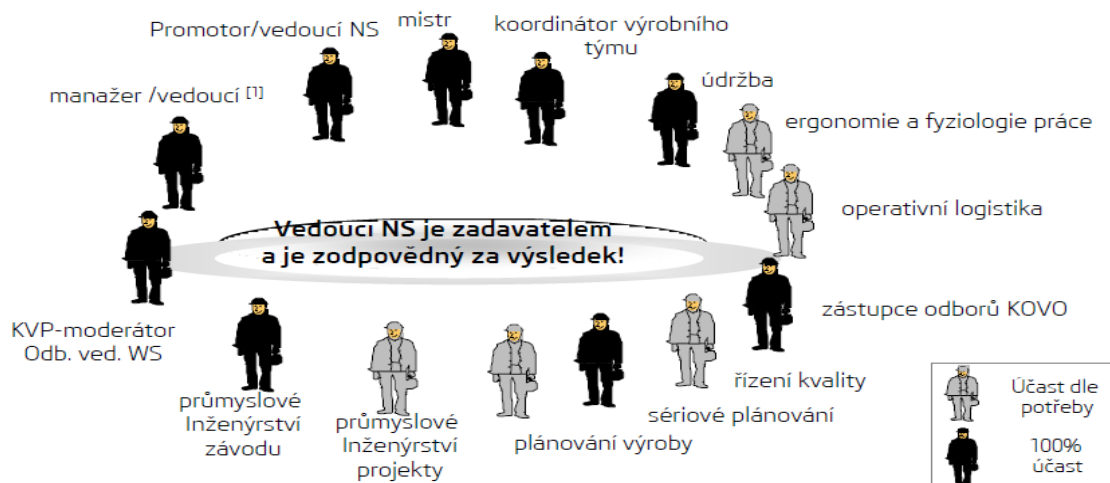 Promotor/vedoucí NS
mistr
koordinátor výrobního
týmu
manažer /vedoucí [1]
údržba
ergonomie a fyziologie práce
operativní logistika
Vedoucí NS je zadavatelem
a je zodpovědný za výsledek!
zástupce odborů KOVO
KVP-moderátor
Odb. ved. WS
řízení kvality
průmyslové
Inženýrství
závodu
průmyslové
Inženýrství
projekty
plánování výroby
sériové plánování
Účast dle
potřeby
100%
účast